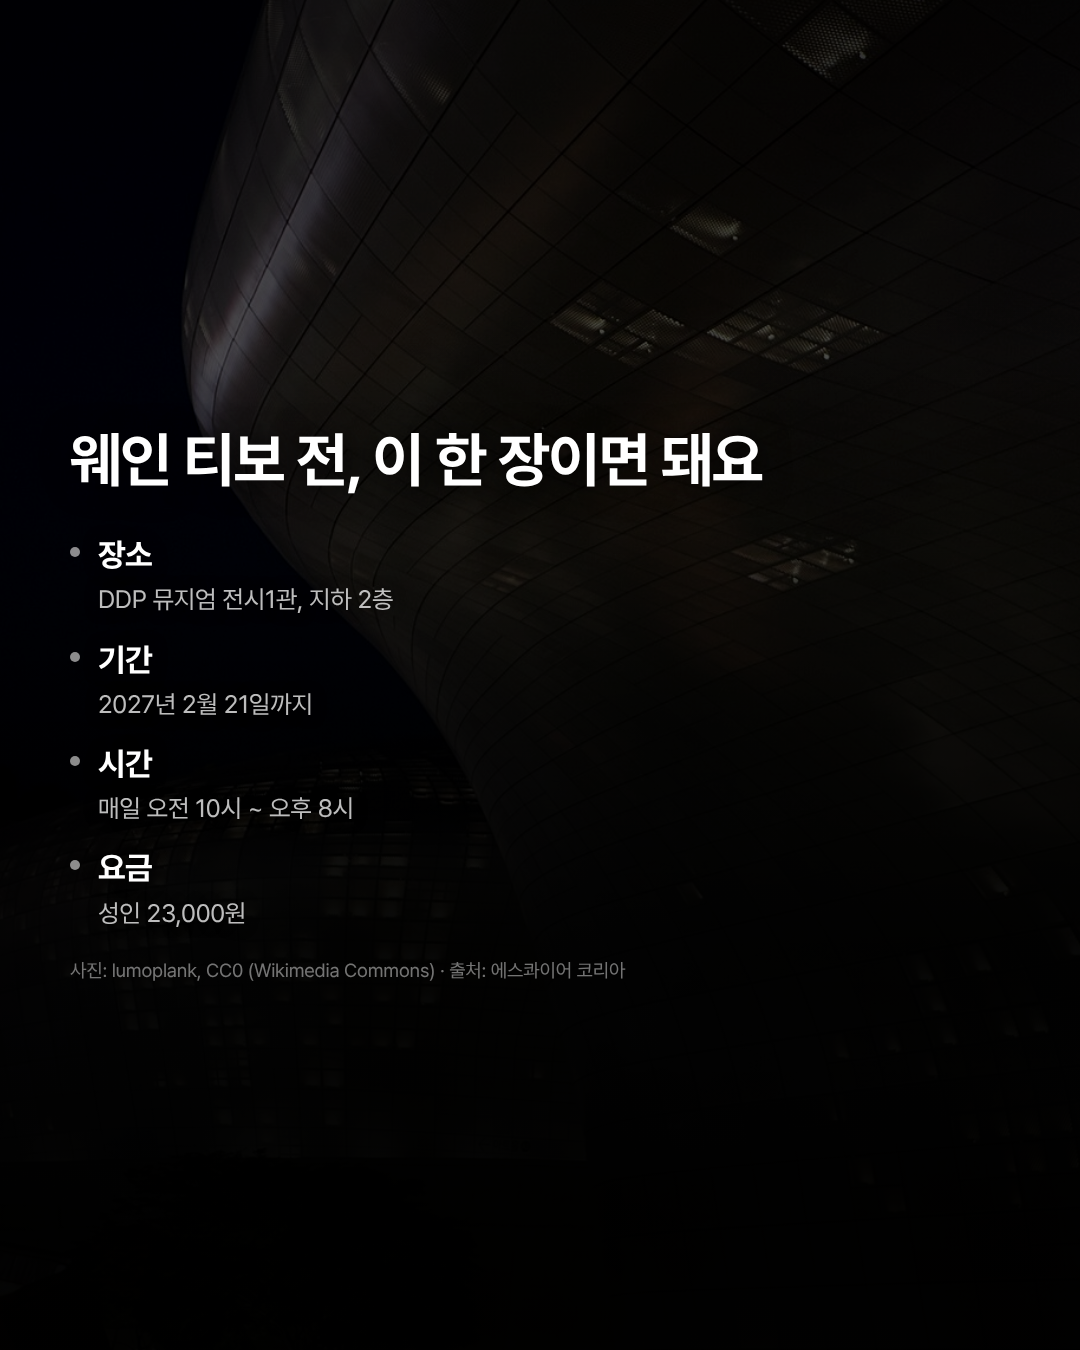 웨인 티보 전, 이 한 장이면 돼요
장소
DDP 뮤지엄 전시1관, 지하 2층
기간
2027년 2월 21일까지
시간
매일 오전 10시 ~ 오후 8시
요금
성인 23,000원
사진: lumoplank, CC0 (Wikimedia Commons) · 출처: 에스콰이어 코리아